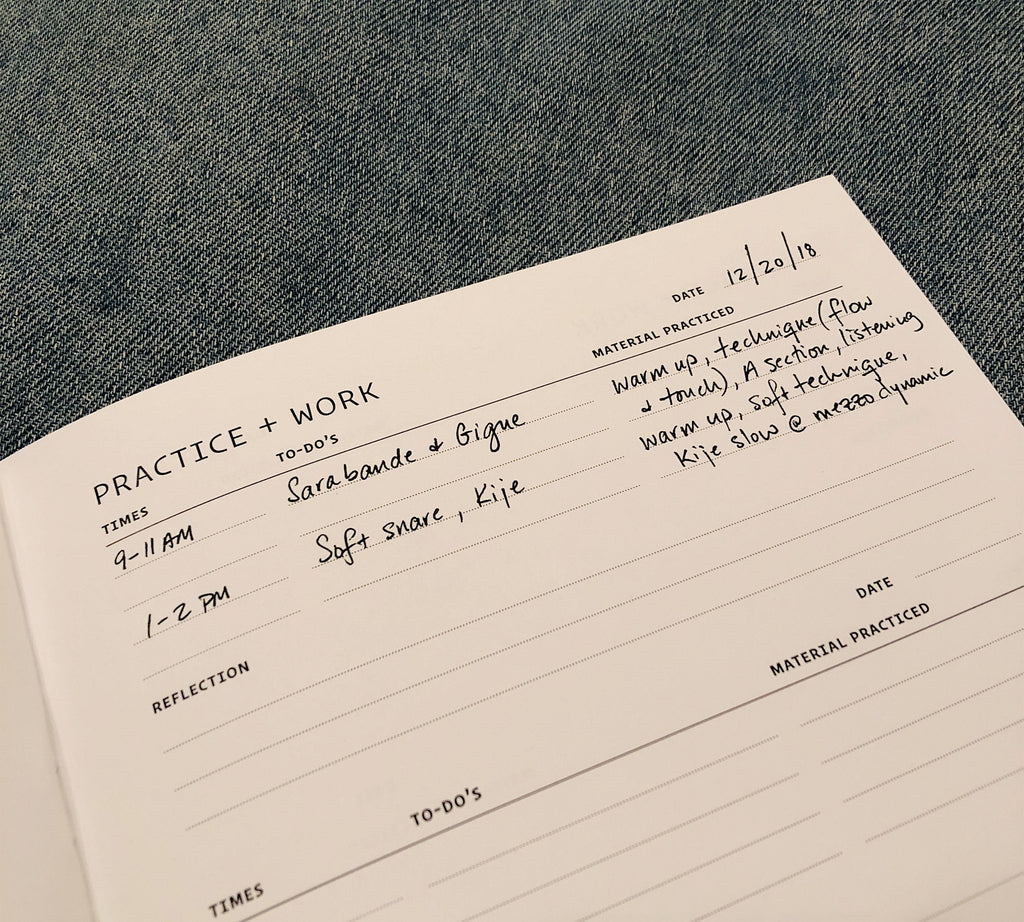 DATE 12/20/18
PRACTICE + WORK
TIMES TO-DO'S MATERIAL PRACTICED
9-11 AM Sarabande & Gigue warm up, technique (flow
& touch), A section, listening
1-2 PM Soft snare, Kije warm up, soft technique,
Kije slow @ mezzo dynamic
REFLECTION
DATE
TIMES TO-DO'S MATERIAL PRACTICED